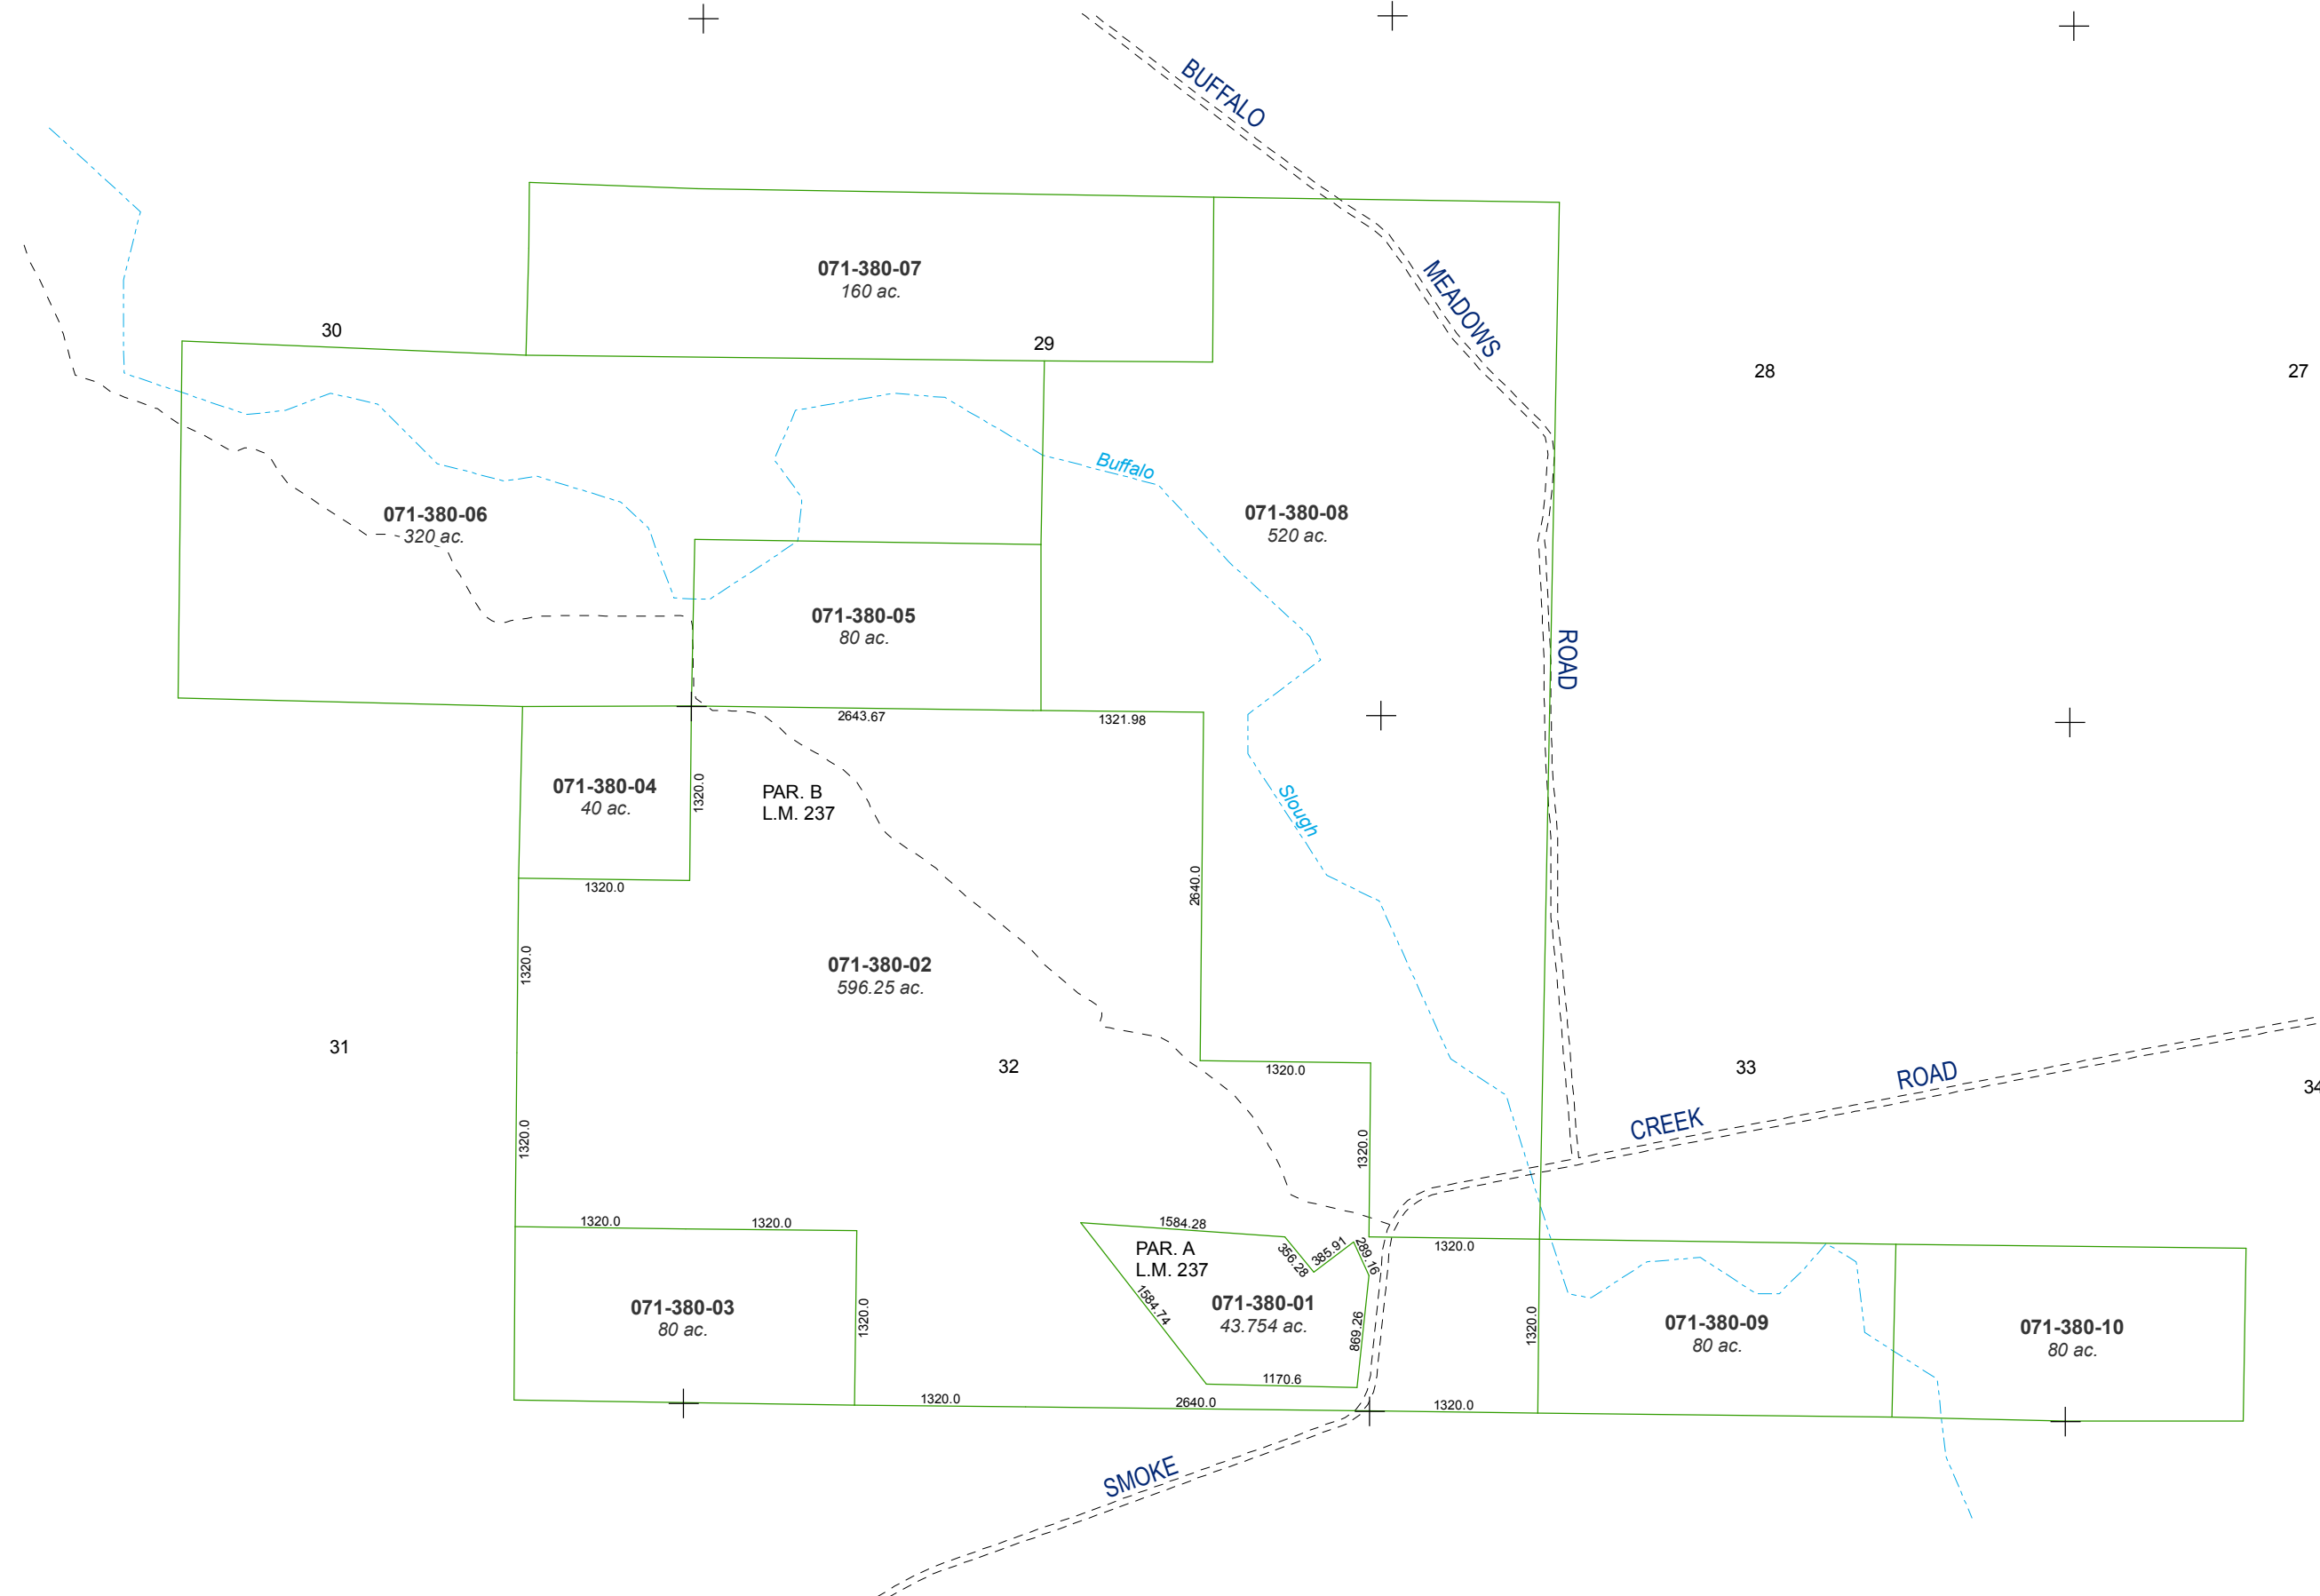 BUFFALO
MEADOWS
ROAD
071-380-07
160 ac.
30
29
28
27
Buffalo
071-380-06
320 ac.
071-380-08
520 ac.
071-380-05
80 ac.
2643.67
1321.98
071-380-04
40 ac.
1320.0
PAR. B
L.M. 237
Slough
1320.0
2640.0
1320.0
071-380-02
596.25 ac.
31
32
33
34
1320.0
ROAD
CREEK
1320.0
1320.0
1320.0
1320.0
1584.28
PAR. A
L.M. 237
356.28
385.91
289.16
1320.0
071-380-03
80 ac.
1320.0
1584.74
071-380-01
43.754 ac.
869.26
1320.0
071-380-09
80 ac.
071-380-10
80 ac.
1170.6
1320.0
2640.0
1320.0
SMOKE